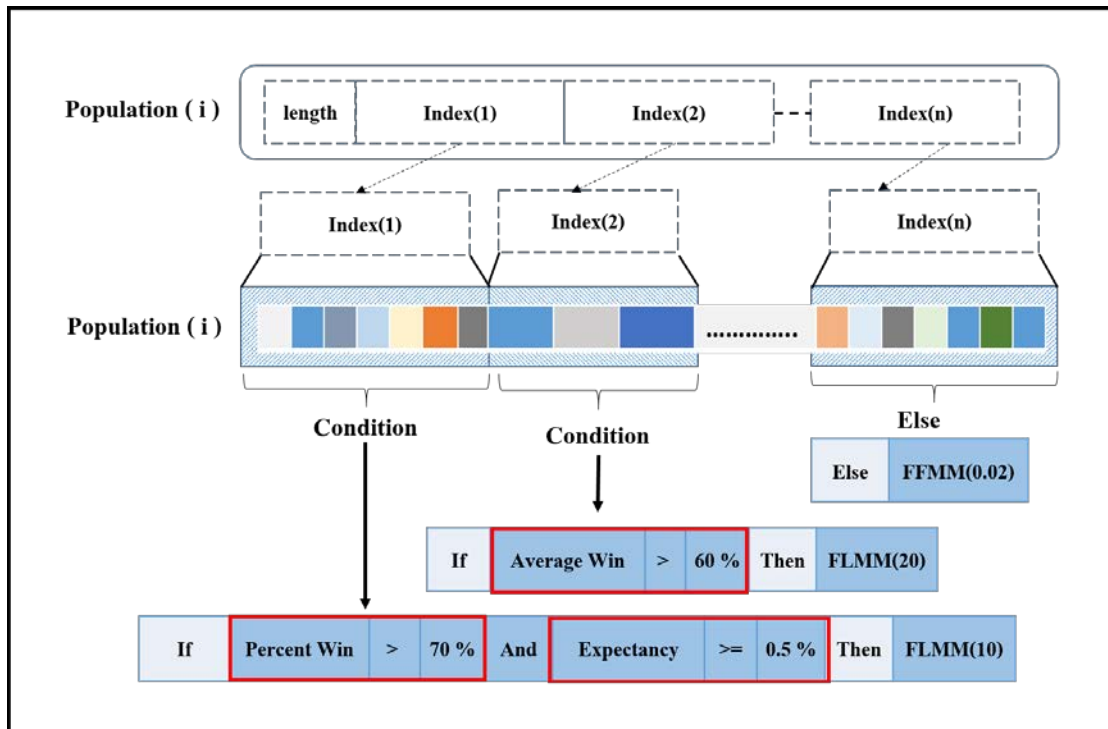 Population ( i )
length Index(1) Index(2) Index(n)
Index(1) Index(2) Index(n)
Population ( i )
..............
Condition Condition Else
Else FFMM(0.02)
If Average Win > 60 % Then FLMM(20)
If Percent Win > 70 % And Expectancy >= 0.5 % Then FLMM(10)